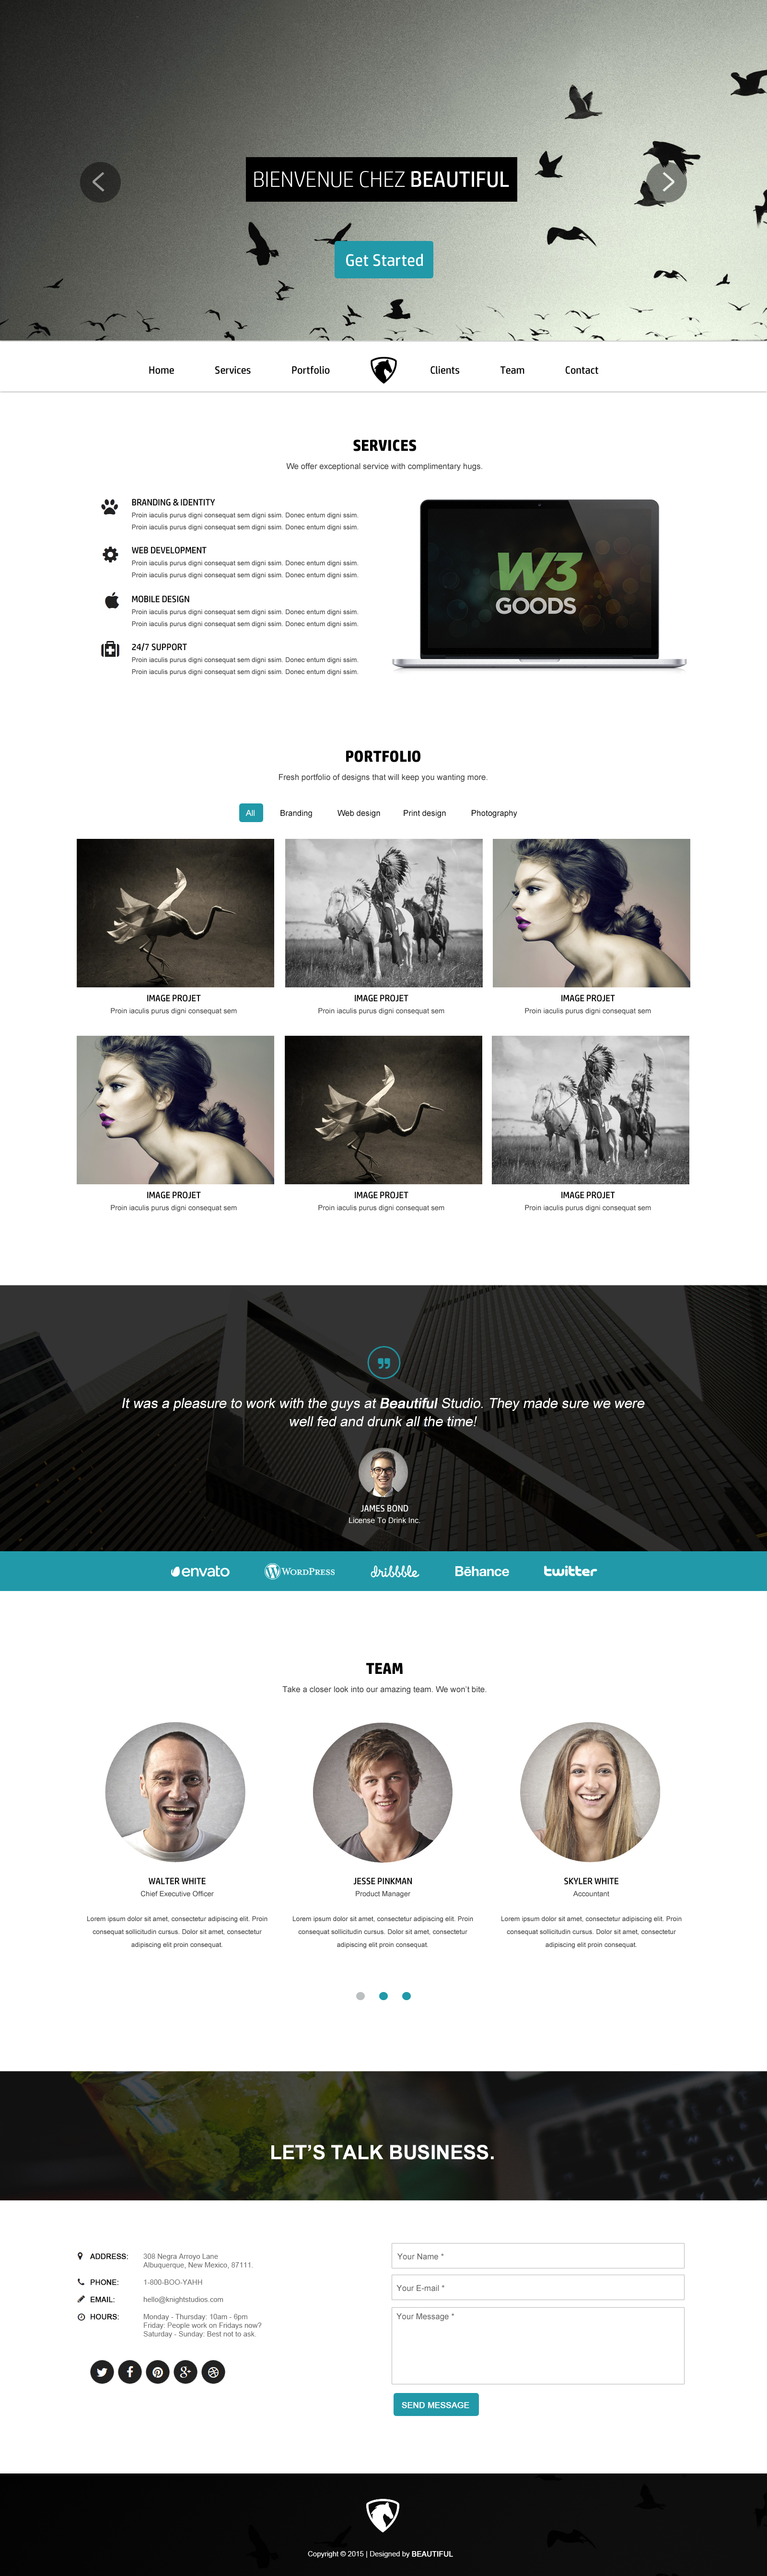 BIENVENUE CHEZ BEAUTIFUL
Get Started
Home Services Portfolio Clients Team Contact
SERVICES
We offer exceptional service with complimentary hugs.
BRANDING & IDENTITY
Proin iaculis purus digni consequat sem digni ssim. Donec entum digni ssim.
Proin iaculis purus digni consequat sem digni ssim. Donec entum digni ssim.
WEB DEVELOPMENT
Proin iaculis purus digni consequat sem digni ssim. Donec entum digni ssim.
Proin iaculis purus digni consequat sem digni ssim. Donec entum digni ssim.
MOBILE DESIGN
Proin iaculis purus digni consequat sem digni ssim. Donec entum digni ssim.
Proin iaculis purus digni consequat sem digni ssim. Donec entum digni ssim.
24/7 SUPPORT
Proin iaculis purus digni consequat sem digni ssim. Donec entum digni ssim.
Proin iaculis purus digni consequat sem digni ssim. Donec entum digni ssim.
W3
GOODS
PORTFOLIO
Fresh portfolio of designs that will keep you wanting more.
All Branding Web design Print design Photography
IMAGE PROJET
Proin iaculis purus digni consequat sem
IMAGE PROJET
Proin iaculis purus digni consequat sem
IMAGE PROJET
Proin iaculis purus digni consequat sem
IMAGE PROJET
Proin iaculis purus digni consequat sem
IMAGE PROJET
Proin iaculis purus digni consequat sem
IMAGE PROJET
Proin iaculis purus digni consequat sem
It was a pleasure to work with the guys at Beautiful Studio. They made sure we were
well fed and drunk all the time!
JAMES BOND
License To Drink Inc.
envato WORDPRESS dribbble Bēhance twitter
TEAM
Take a closer look into our amazing team. We won't bite.
WALTER WHITE
Chief Executive Officer
Lorem ipsum dolor sit amet, consectetur adipiscing elit. Proin
consequat sollicitudin cursus. Dolor sit amet, consectetur
adipiscing elit proin consequat.
JESSE PINKMAN
Product Manager
Lorem ipsum dolor sit amet, consectetur adipiscing elit. Proin
consequat sollicitudin cursus. Dolor sit amet, consectetur
adipiscing elit proin consequat.
SKYLER WHITE
Accountant
Lorem ipsum dolor sit amet, consectetur adipiscing elit. Proin
consequat sollicitudin cursus. Dolor sit amet, consectetur
adipiscing elit proin consequat.
LET'S TALK BUSINESS.
ADDRESS: 308 Negra Arroyo Lane
Albuquerque, New Mexico, 87111.
PHONE: 1-800-BOO-YAHH
EMAIL: hello@knightstudios.com
HOURS: Monday - Thursday: 10am - 6pm
Friday: People work on Fridays now?
Saturday - Sunday: Best not to ask.
Your Name *
Your E-mail *
Your Message *
SEND MESSAGE
Copyright © 2015 | Designed by BEAUTIFUL